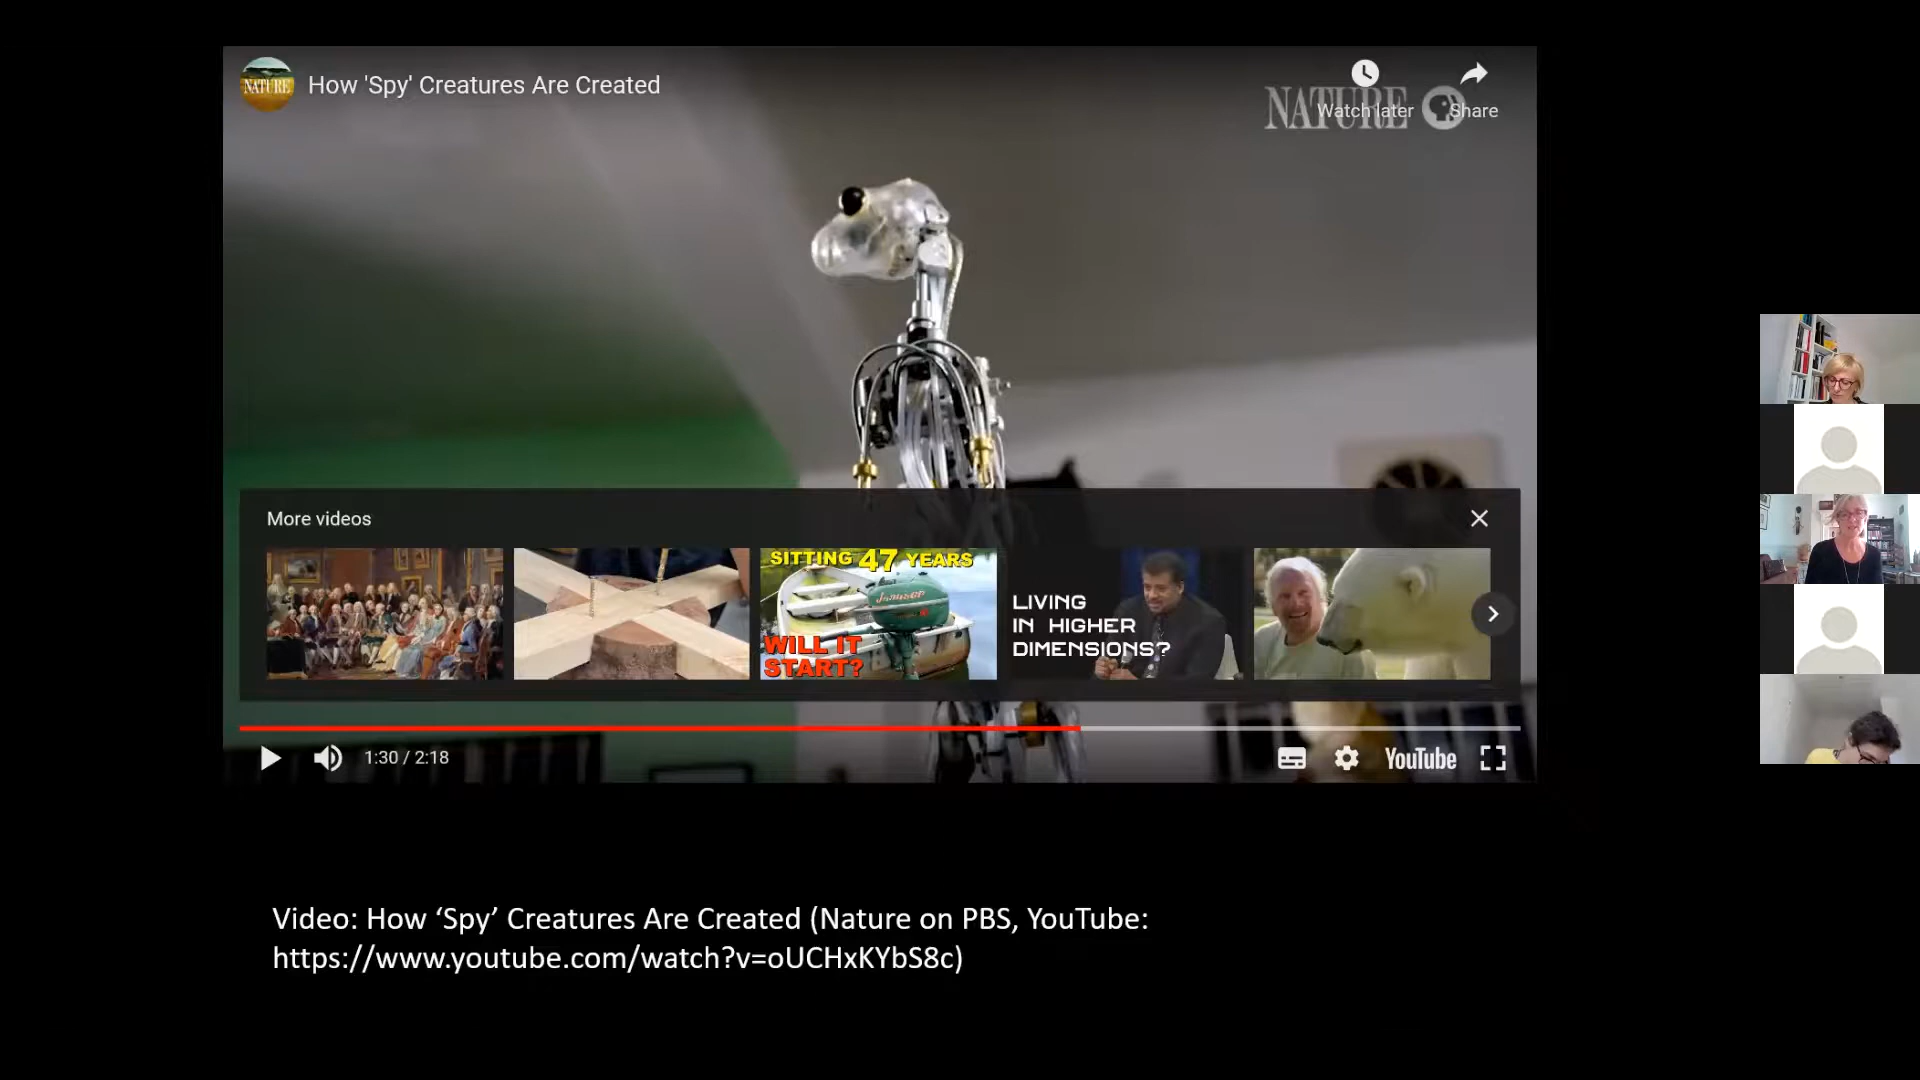 NATURE
How 'Spy' Creatures Are Created
NATURE
Watch later
Share
More videos
SITTING 47 YEARS
Johnson
WILL IT
START?
LIVING
IN HIGHER
DIMENSIONS?
1:30 / 2:18
YouTube
Video: How ‘Spy’ Creatures Are Created (Nature on PBS, YouTube:
https://www.youtube.com/watch?v=oUCHxKYbS8c)